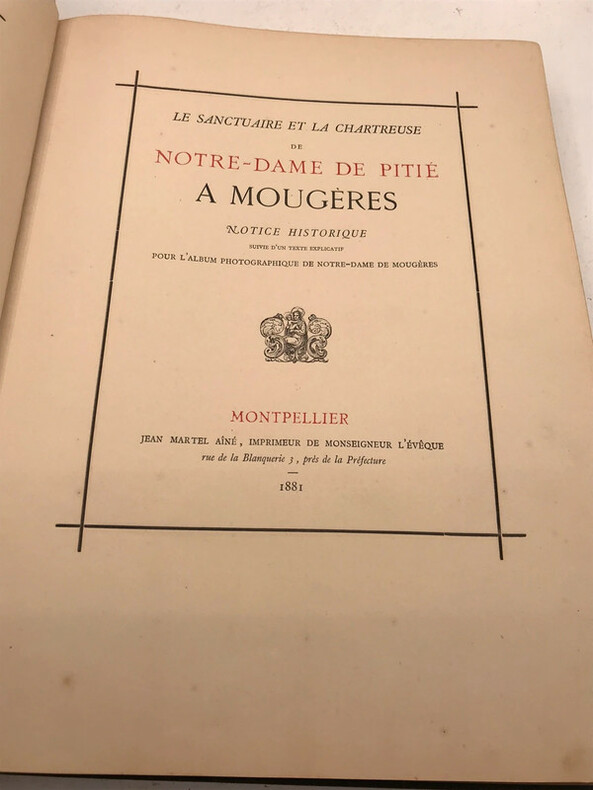 LE SANCTUAIRE ET LA CHARTREUSE
DE
NOTRE-DAME DE PITIÉ
A MOUGÈRES
NOTICE HISTORIQUE
SUIVIE D'UN TEXTE EXPLICATIF
POUR L'ALBUM PHOTOGRAPHIQUE DE NOTRE-DAME DE MOUGÈRES
MONTPELLIER
JEAN MARTEL AÎNÉ, IMPRIMEUR DE MONSEIGNEUR L'ÉVÊQUE
rue de la Blanquerie 3, près de la Préfecture
1881